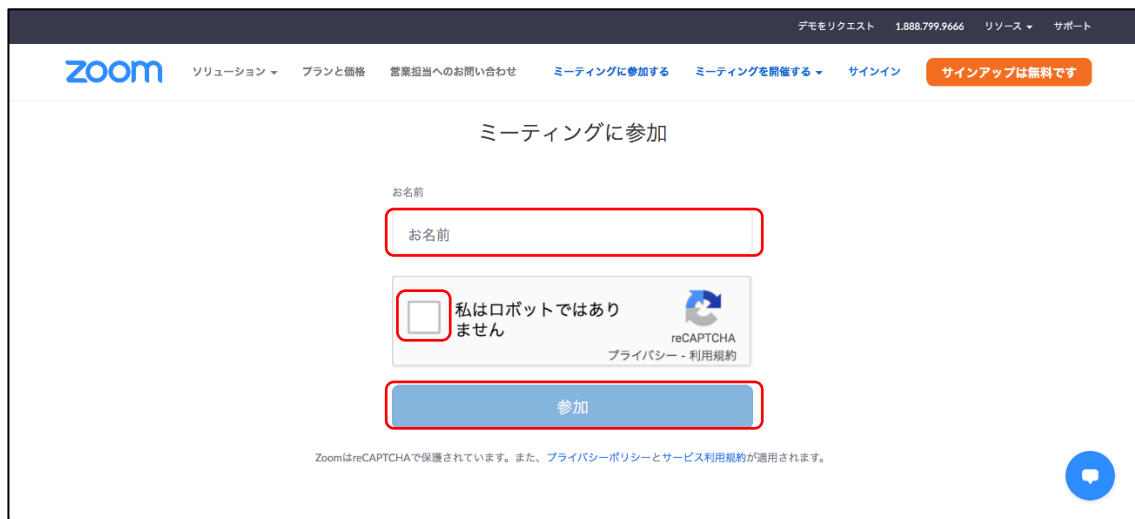 デモをリクエスト 1.888.799.9666 リソース サポート
zoom ソリューション プランと価格 営業担当へのお問い合わせ ミーティングに参加する ミーティングを開催する サインイン サインアップは無料です
ミーティングに参加
お名前
お名前
私はロボットではあり
ません
reCAPTCHA
プライバシー - 利用規約
参加
ZoomはreCAPTCHAで保護されています。また、プライバシーポリシーとサービス利用規約が適用されます。